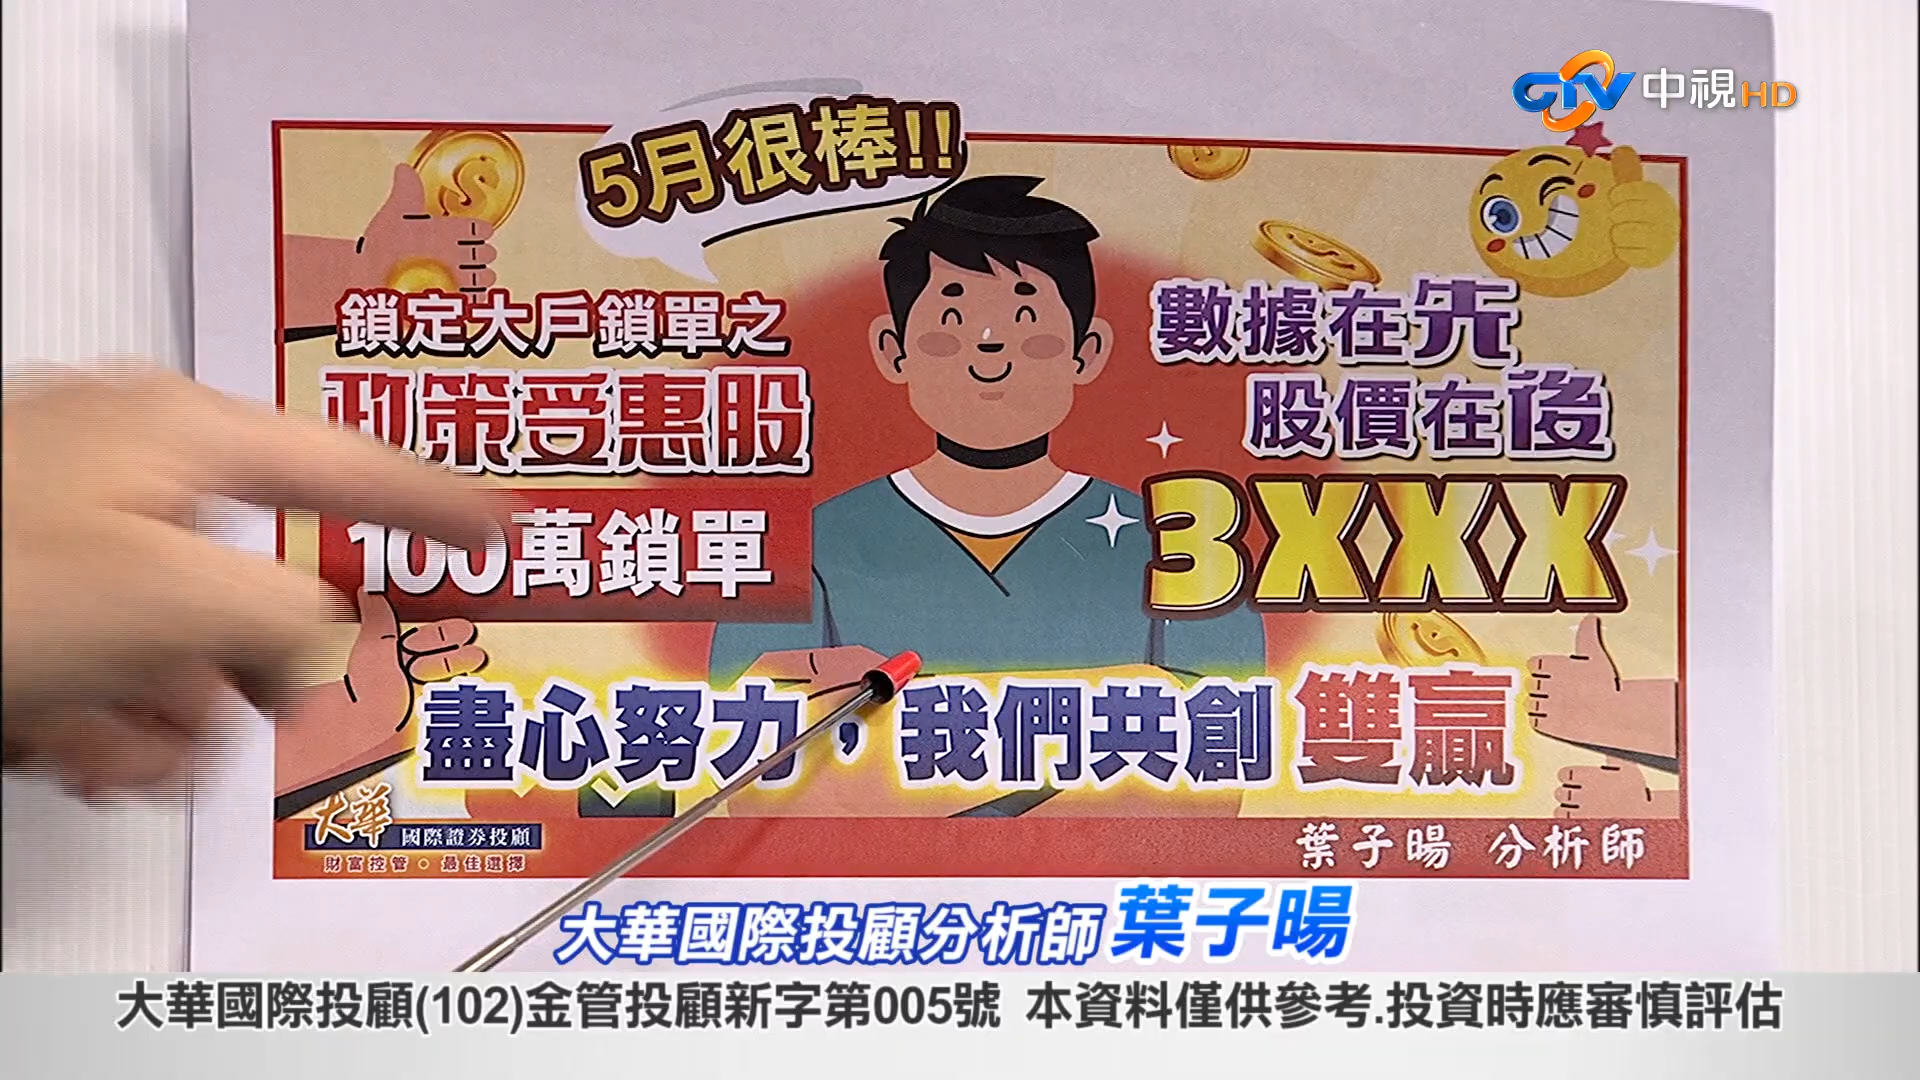 CTV 中視HD
5月很棒!!
鎖定大戶鎖單之
政策受惠股
100萬鎖單
數據在先
股價在後
3XXX
盡心努力，我們共創雙贏
大華 國際證券投顧
財富控管。最佳選擇
葉子暘 分析師
大華國際投顧分析師 葉子暘
大華國際投顧(102)金管投顧新字第005號 本資料僅供參考.投資時應審慎評估